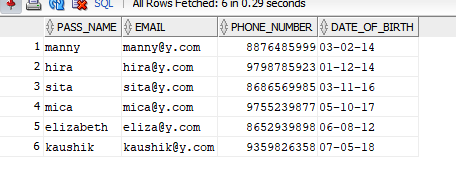 SQL | All Rows Fetched: 6 in 0.29 seconds
PASS_NAME EMAIL PHONE_NUMBER DATE_OF_BIRTH
1 manny manny@y.com 8876485999 03-02-14
2 hira hira@y.com 9798785923 01-12-14
3 sita sita@y.com 8686569985 03-11-16
4 mica mica@y.com 9755239877 05-10-17
5 elizabeth eliza@y.com 8652939898 06-08-12
6 kaushik kaushik@y.com 9359826358 07-05-18